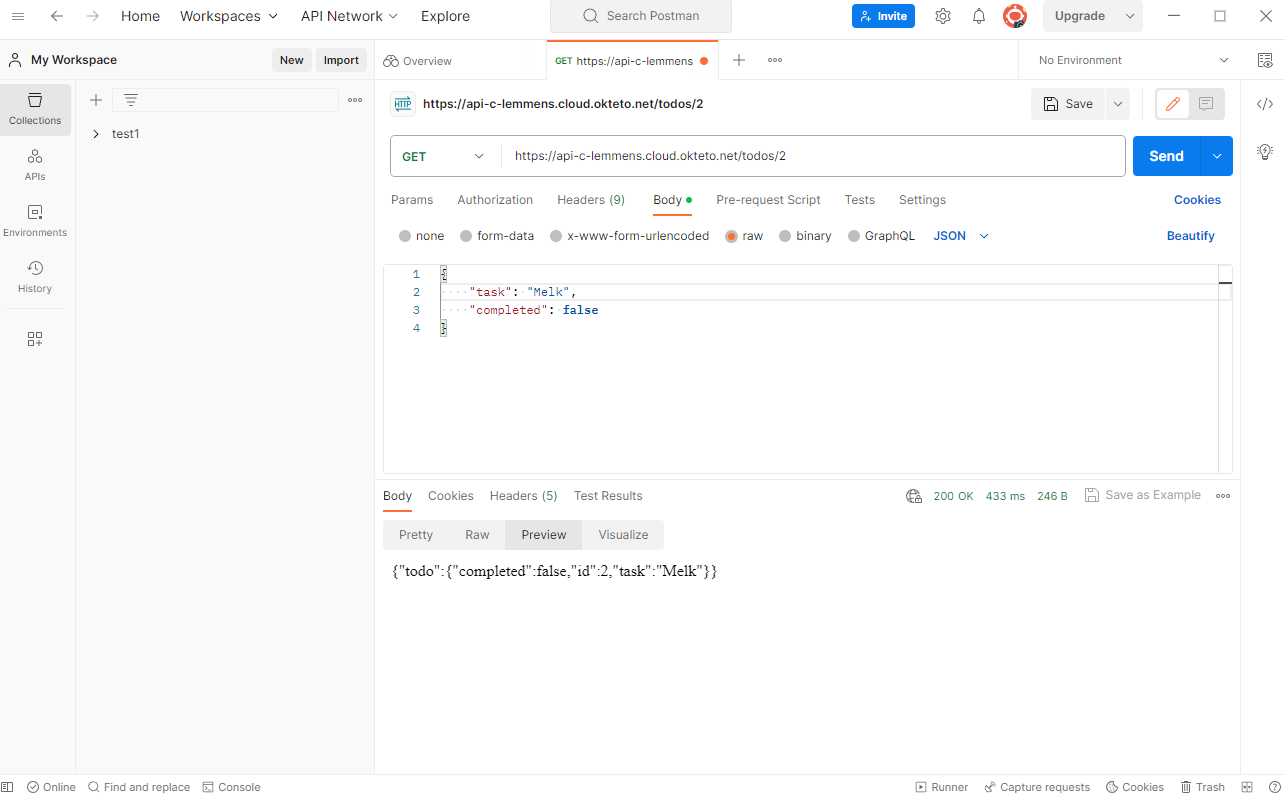 Home Workspaces API Network Explore Search Postman Invite Upgrade
My Workspace New Import Overview GET https://api-c-lemmens No Environment
Collections
APIs
Environments
History
test1
HTTP https://api-c-lemmens.cloud.okteto.net/todos/2 Save
GET https://api-c-lemmens.cloud.okteto.net/todos/2 Send
Params Authorization Headers (9) Body Pre-request Script Tests Settings Cookies
none form-data x-www-form-urlencoded raw binary GraphQL JSON Beautify
1 {
2 "task": "Melk",
3 "completed": false
4 }
Body Cookies Headers (5) Test Results 200 OK 433 ms 246 B Save as Example
Pretty Raw Preview Visualize
{"todo":{"completed":false,"id":2,"task":"Melk"}}
Online Find and replace Console Runner Capture requests Cookies Trash